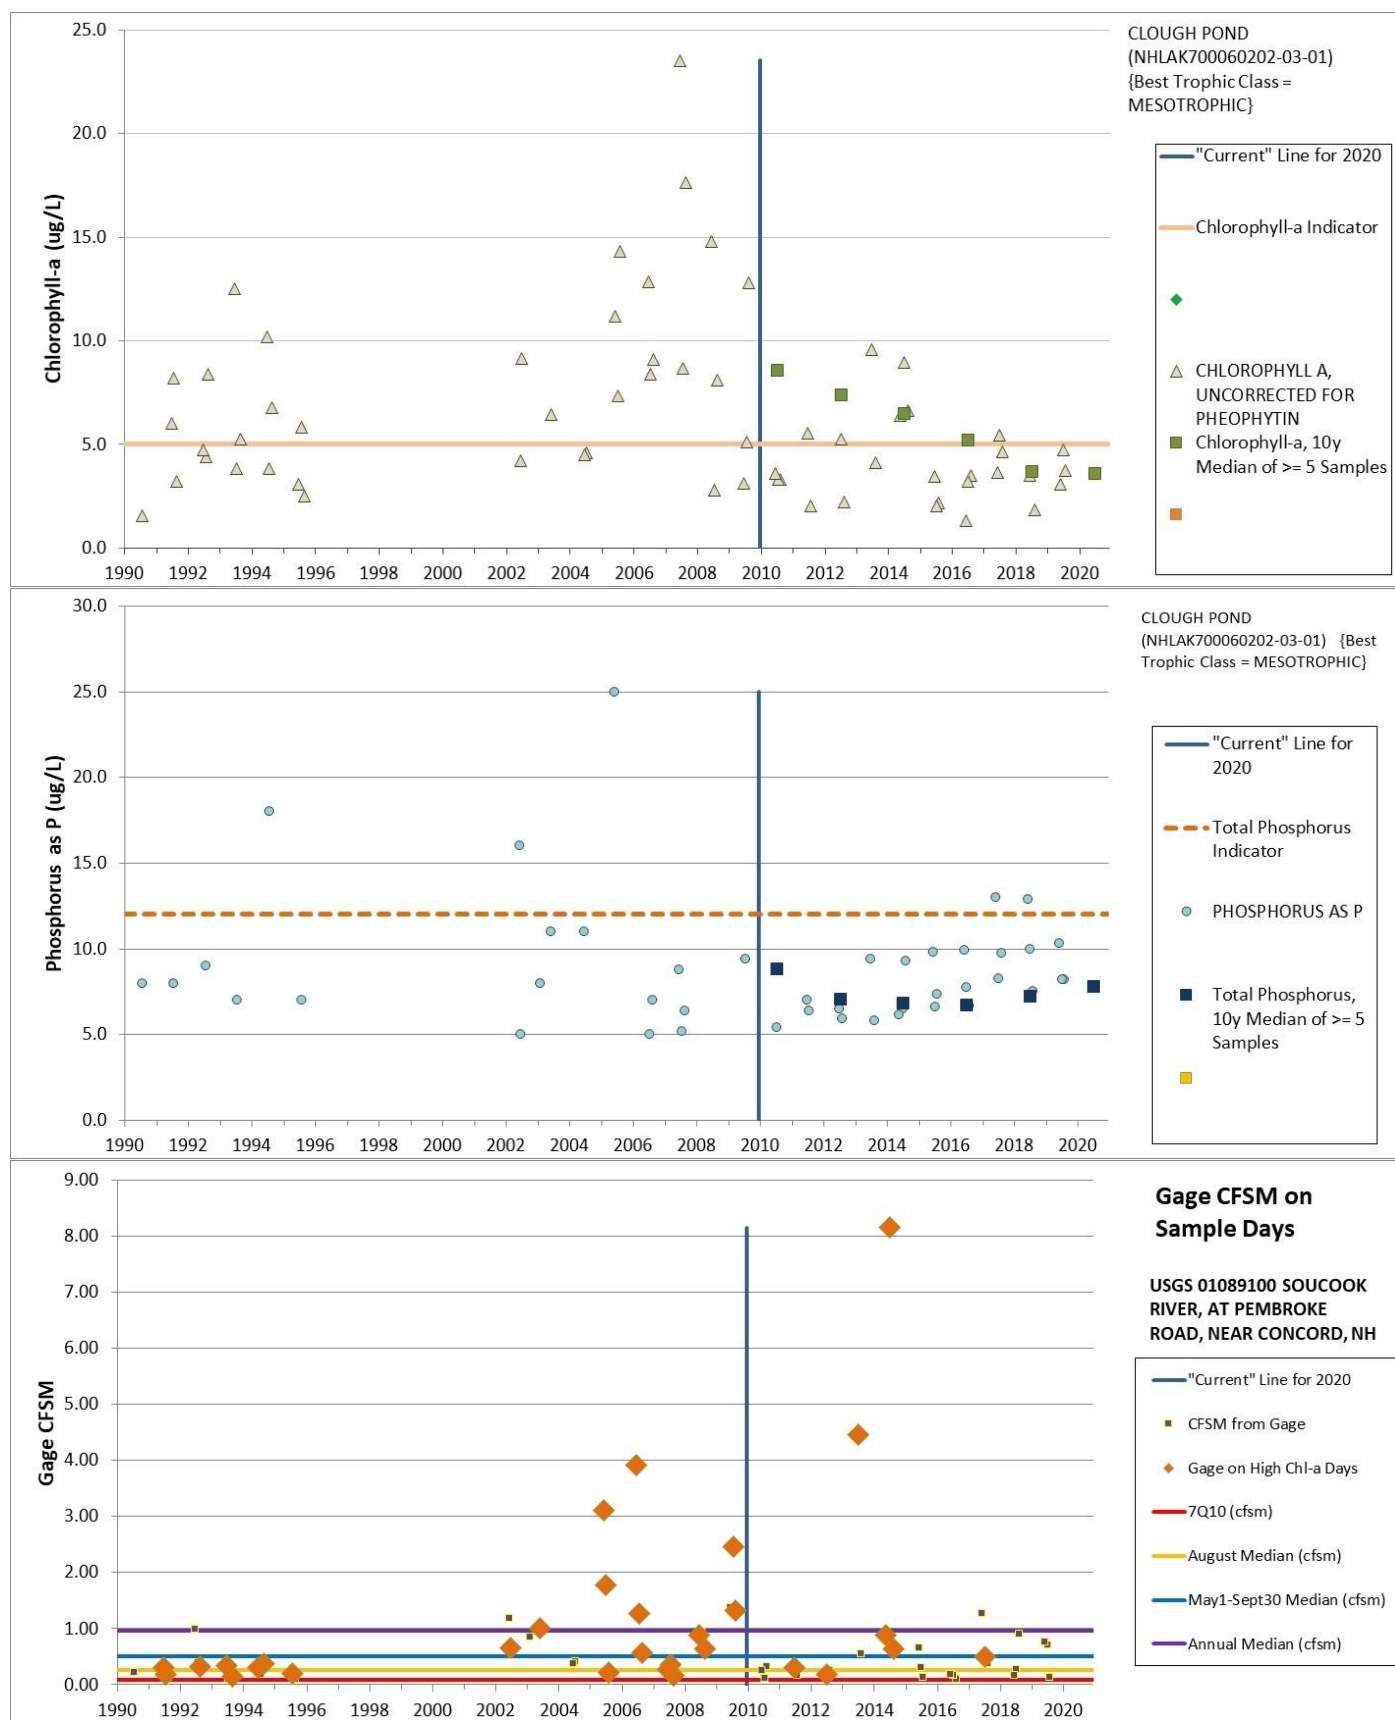 25.0
20.0
15.0
10.0
5.0
0.0
Chlorophyll-a (ug/L)
1990 1992 1994 1996 1998 2000 2002 2004 2006 2008 2010 2012 2014 2016 2018 2020
CLOUGH POND
(NHLAK700060202-03-01)
{Best Trophic Class =
MESOTROPHIC}
"Current" Line for 2020
Chlorophyll-a Indicator
CHLOROPHYLL A,
UNCORRECTED FOR
PHEOPHYTIN
Chlorophyll-a, 10y
Median of >= 5 Samples
30.0
25.0
20.0
15.0
10.0
5.0
0.0
Phosphorus as P (ug/L)
1990 1992 1994 1996 1998 2000 2002 2004 2006 2008 2010 2012 2014 2016 2018 2020
CLOUGH POND
(NHLAK700060202-03-01) {Best
Trophic Class = MESOTROPHIC}
"Current" Line for
2020
Total Phosphorus
Indicator
PHOSPHORUS AS P
Total Phosphorus,
10y Median of >= 5
Samples
9.00
8.00
7.00
6.00
5.00
4.00
3.00
2.00
1.00
0.00
Gage CFSM
1990 1992 1994 1996 1998 2000 2002 2004 2006 2008 2010 2012 2014 2016 2018 2020
Gage CFSM on
Sample Days
USGS 01089100 SOUCOOK
RIVER, AT PEMBROKE
ROAD, NEAR CONCORD, NH
"Current" Line for 2020
CFSM from Gage
Gage on High Chl-a Days
7Q10 (cfsm)
August Median (cfsm)
May1-Sept30 Median (cfsm)
Annual Median (cfsm)